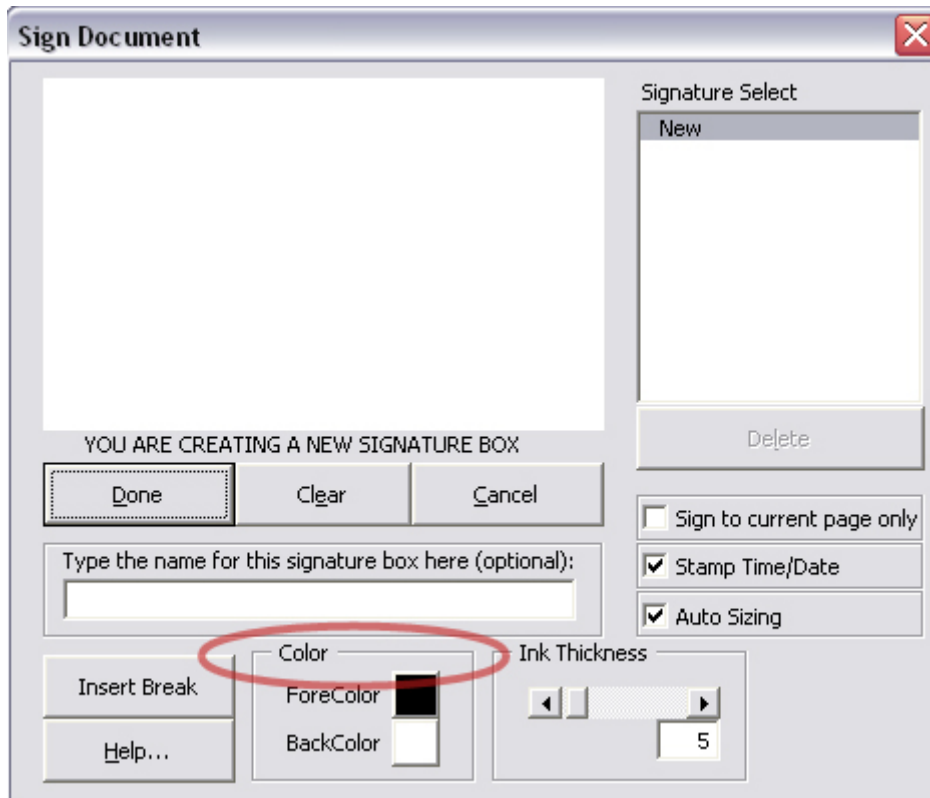 Sign Document
Signature Select
New
YOU ARE CREATING A NEW SIGNATURE BOX
Delete
Done
Clear
Cancel
Sign to current page only
Type the name for this signature box here (optional):
Stamp Time/Date
Auto Sizing
Color
Ink Thickness
Insert Break
ForeColor
BackColor
5
Help...